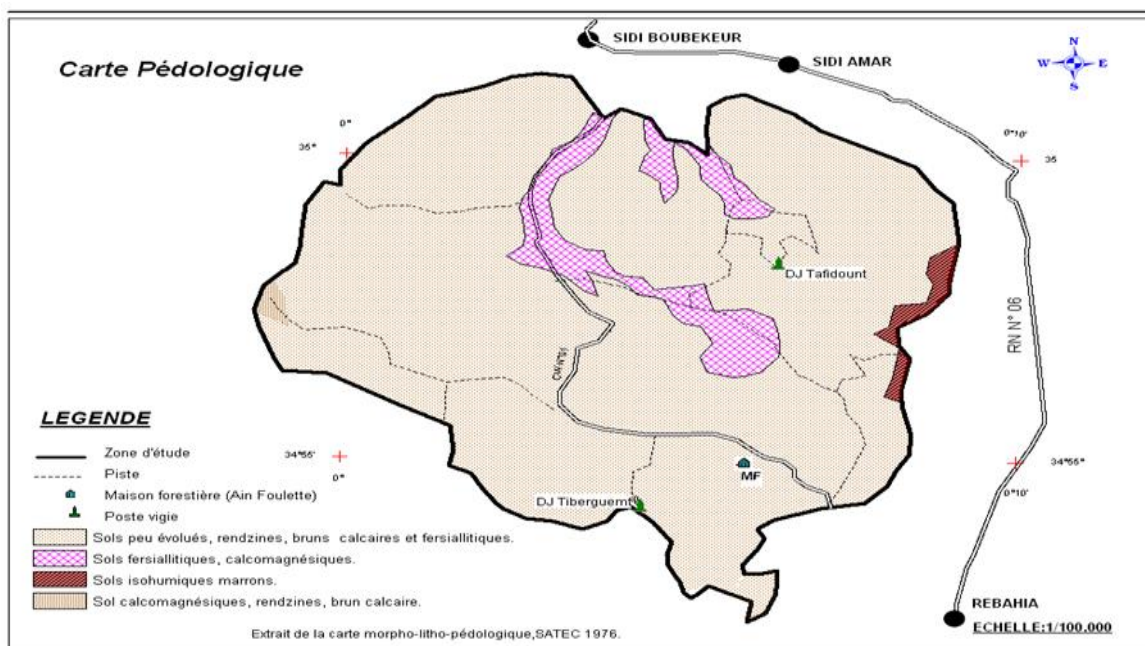 Carte Pédologique
SIDI BOUBEKEUR
SIDI AMAR
N
W E
S
0°
35°
0°10'
35
DJ Tafidount
RN N° 06
CW N°91
LEGENDE
Zone d'étude
Piste
Maison forestière (Ain Foulette)
Poste vigie
Sols peu évolués, rendzines, bruns calcaires et fersiallitiques.
Sols fersiallitiques, calcomagnésiques.
Sols isohumiques marrons.
Sol calcomagnésiques, rendzines, brun calcaire.
34°55'
0°
MF
DJ Tiberguemt
34°55'
0°10'
REBAHIA
ECHELLE:1/100.000
Extrait de la carte morpho-litho-pédologique,SATEC 1976.